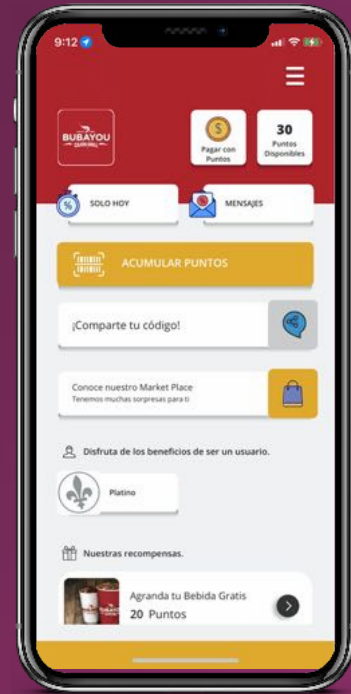 9:12
BUBAYOU
Pagar con
Puntos
30
Puntos
Disponibles
SOLO HOY
MENSAJES
ACUMULAR PUNTOS
¡Comparte tu código!
Conoce nuestro Market Place
Tenemos muchas sorpresas para ti
Disfruta de los beneficios de ser un usuario.
Platino
Nuestras recompensas.
Agranda tu Bebida Gratis
20 Puntos